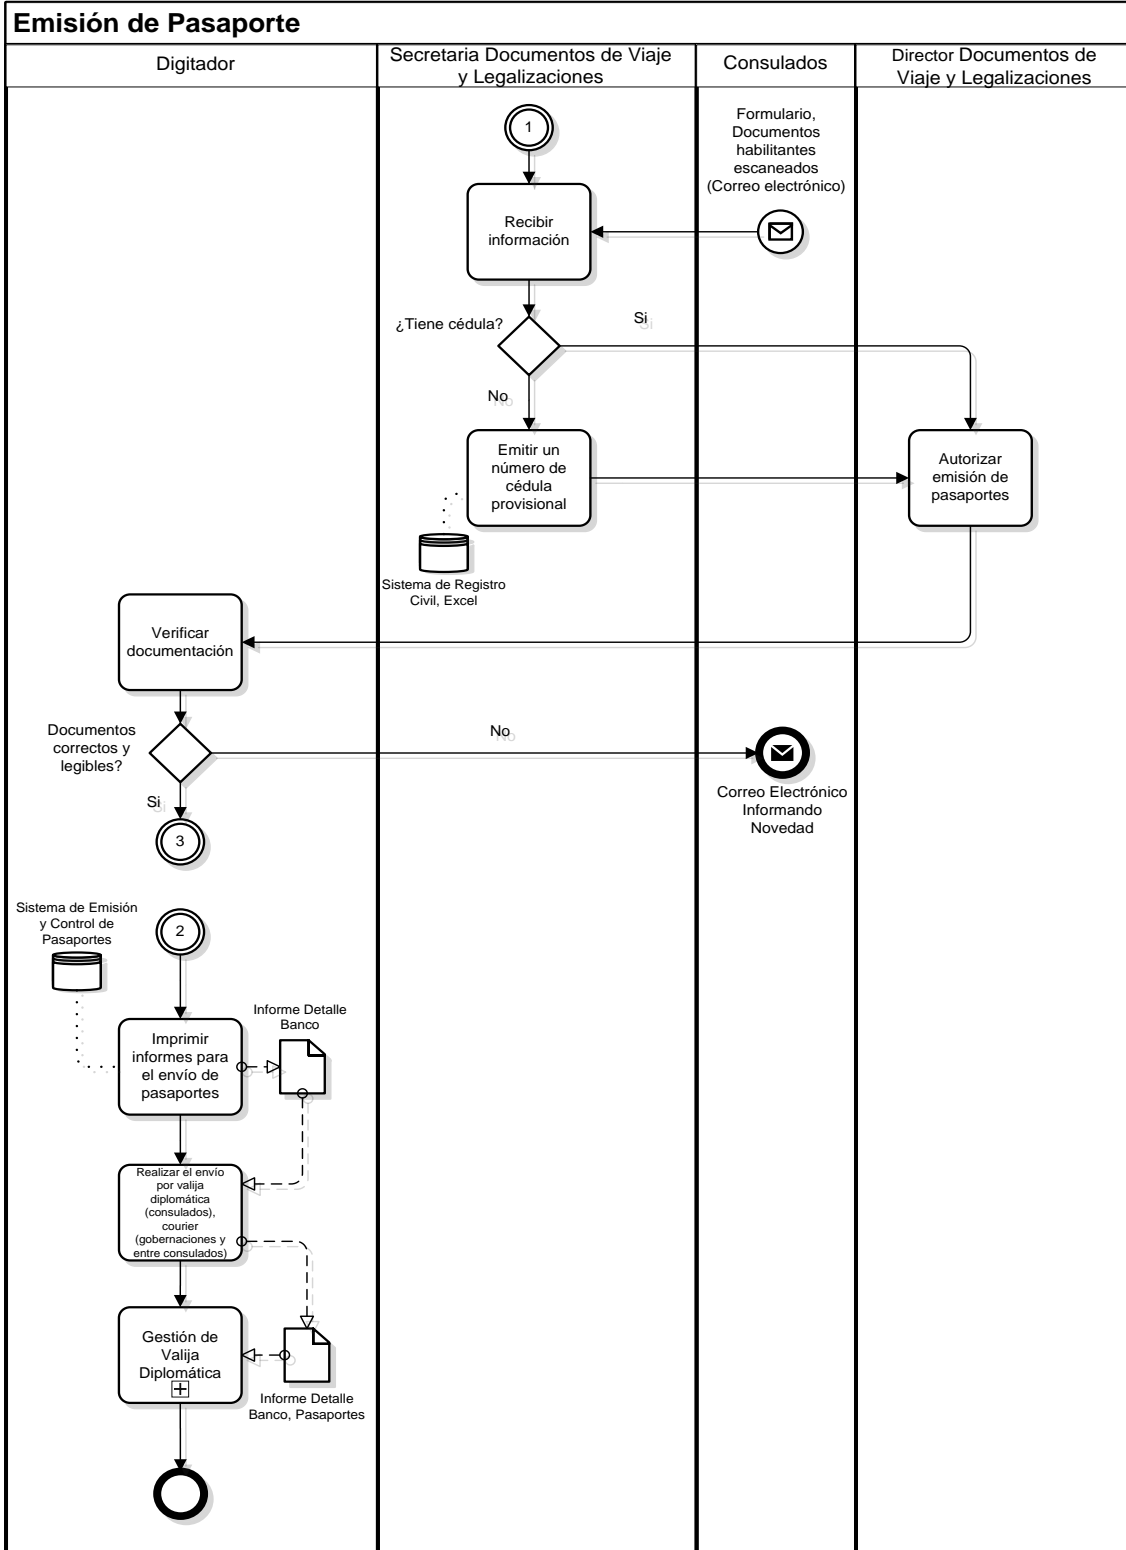 Emisión de Pasaporte
Digitador
Secretaria Documentos de Viaje
y Legalizaciones
Consulados
Director Documentos de
Viaje y Legalizaciones
1
Formulario,
Documentos
habilitantes
escaneados
(Correo electrónico)
Recibir
información
¿Tiene cédula?
Si
No
Emitir un
número de
cédula
provisional
Autorizar
emisión de
pasaportes
Sistema de Registro
Civil, Excel
Verificar
documentación
Documentos
correctos y
legibles?
No
Si
Correo Electrónico
Informando
Novedad
3
Sistema de Emisión
y Control de
Pasaportes
2
Informe Detalle
Banco
Imprimir
informes para
el envío de
pasaportes
Realizar el envío
por valija
diplomática
(consulados),
courier
(gobernaciones y
entre consulados)
Gestión de
Valija
Diplomática
Informe Detalle
Banco, Pasaportes